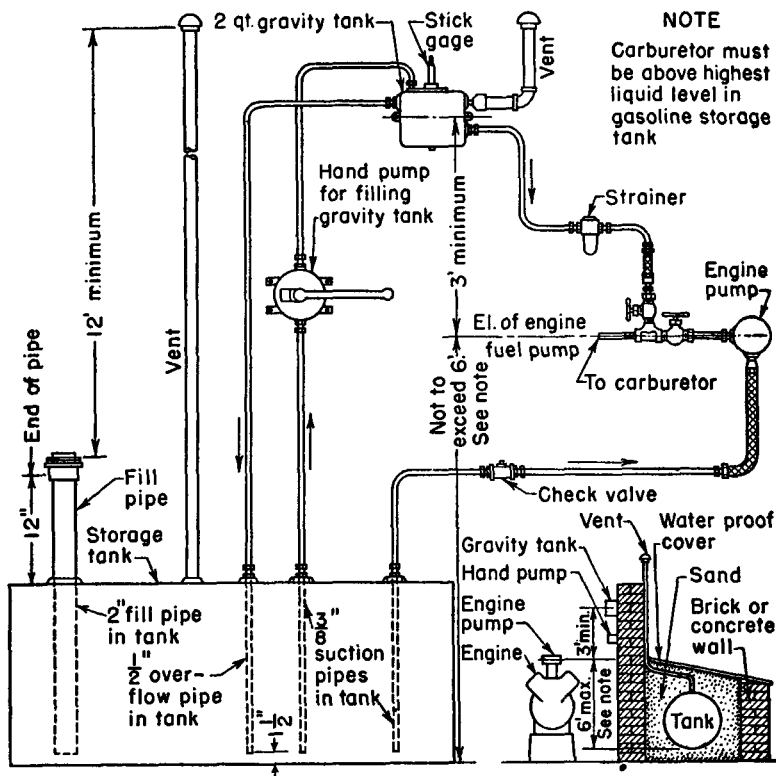 2 qt. gravity tank
Stick
gage
Vent
NOTE
Carburetor must
be above highest
liquid level in
gasoline storage
tank
12' minimum
Vent
Hand pump
for filling
gravity tank
3' minimum
Strainer
Engine
pump
El. of engine
fuel pump
To carburetor
Not to
exceed 6'.
See note
End of pipe
12"
Fill
pipe
Storage
tank
Check valve
2" fill pipe
in tank
1/2" over-
flow pipe
in tank
3/8"
suction
pipes
in tank
1 1/2"
Vent
Water proof
cover
Gravity tank
Hand pump
Sand
Engine
pump
Brick or
concrete
wall
Engine
3' min.
6' max.
See note
Tank